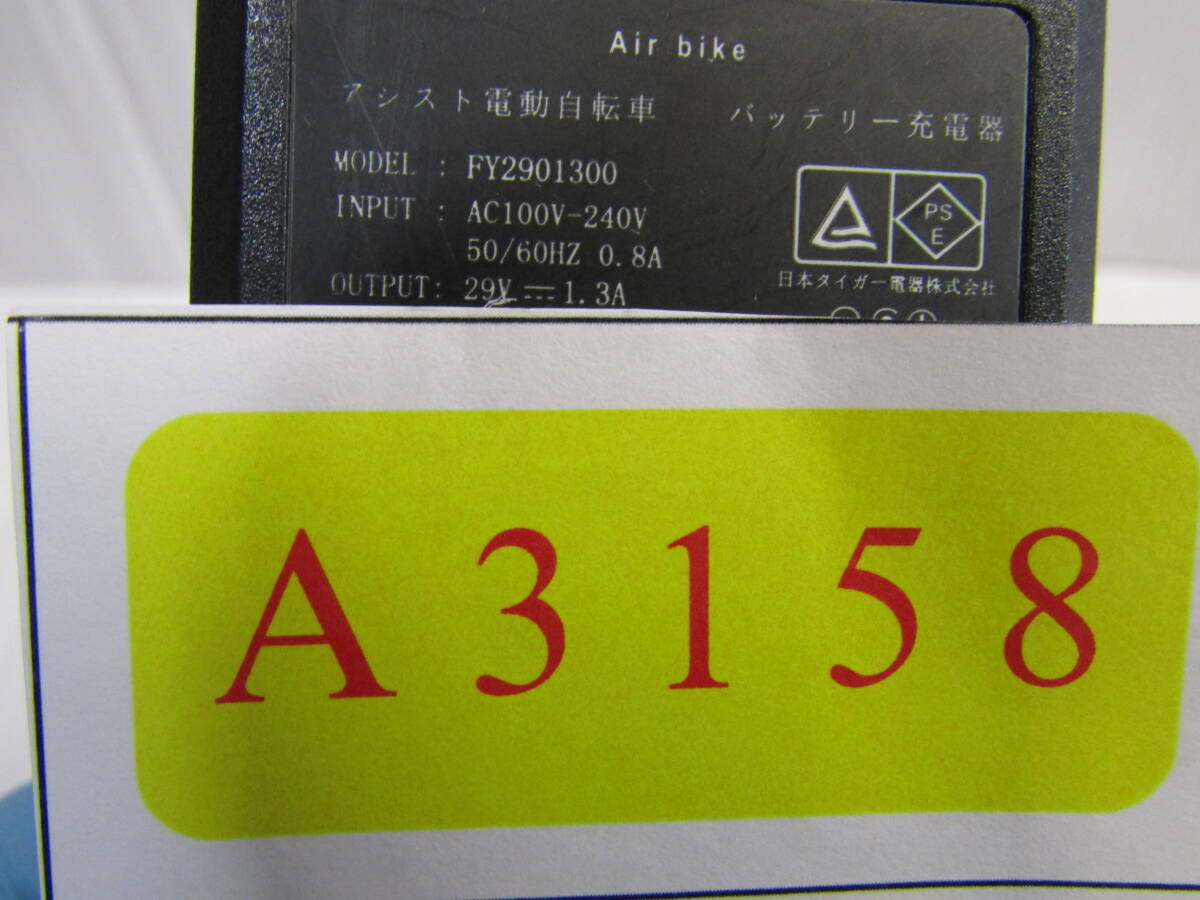 Air bike
アシスト電動自転車 バッテリー充電器
MODEL : FY2901300
INPUT : AC100V-240V
50/60HZ 0.8A
OUTPUT: 29V ⎓ 1.3A
PS
E
日本タイガー電器株式会社
A3158